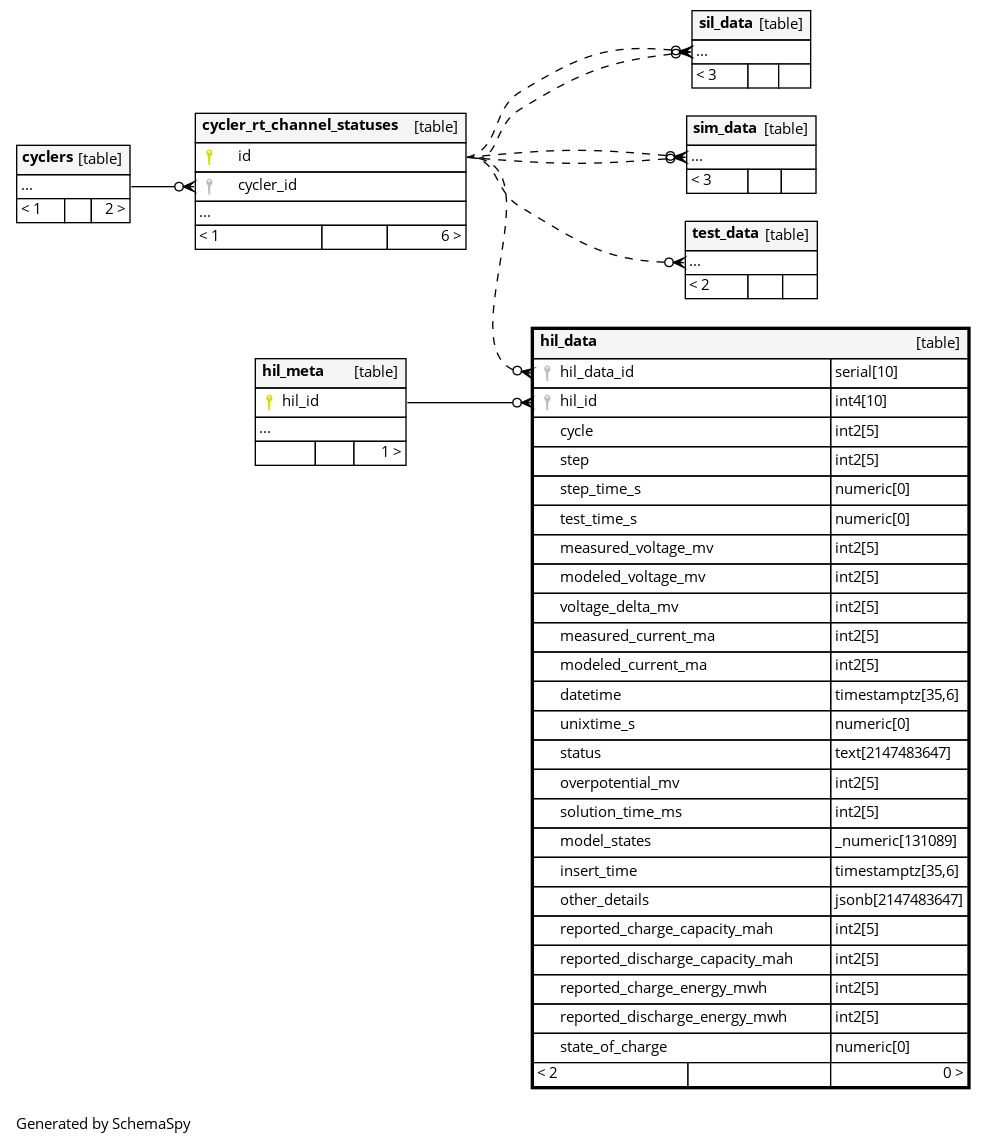 sil_data [table]
...
< 3
cycler_rt_channel_statuses [table]
id
cycler_id
...
< 1 6 >
sim_data [table]
...
< 3
cyclers [table]
...
< 1 2 >
test_data [table]
...
< 2
hil_meta [table]
hil_id
...
1 >
hil_data [table]
hil_data_id serial[10]
hil_id int4[10]
cycle int2[5]
step int2[5]
step_time_s numeric[0]
test_time_s numeric[0]
measured_voltage_mv int2[5]
modeled_voltage_mv int2[5]
voltage_delta_mv int2[5]
measured_current_ma int2[5]
modeled_current_ma int2[5]
datetime timestamptz[35,6]
unixtime_s numeric[0]
status text[2147483647]
overpotential_mv int2[5]
solution_time_ms int2[5]
model_states _numeric[131089]
insert_time timestamptz[35,6]
other_details jsonb[2147483647]
reported_charge_capacity_mah int2[5]
reported_discharge_capacity_mah int2[5]
reported_charge_energy_mwh int2[5]
reported_discharge_energy_mwh int2[5]
state_of_charge numeric[0]
< 2 0 >
Generated by SchemaSpy